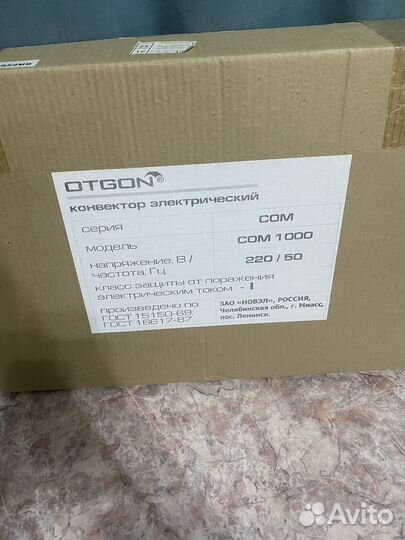 OTGON®
конвектор электрический
серия COM
модель COM 1000
напряжение, В / 220 / 50
частота, Гц
класс защиты от поражения
электрическим током - I
произведено по
ГОСТ 15150-69
ГОСТ 16617-87
ЗАО «НОВЭЛ», РОССИЯ,
Челябинская обл., г. Миасс,
пос. Ленинск.
Avito